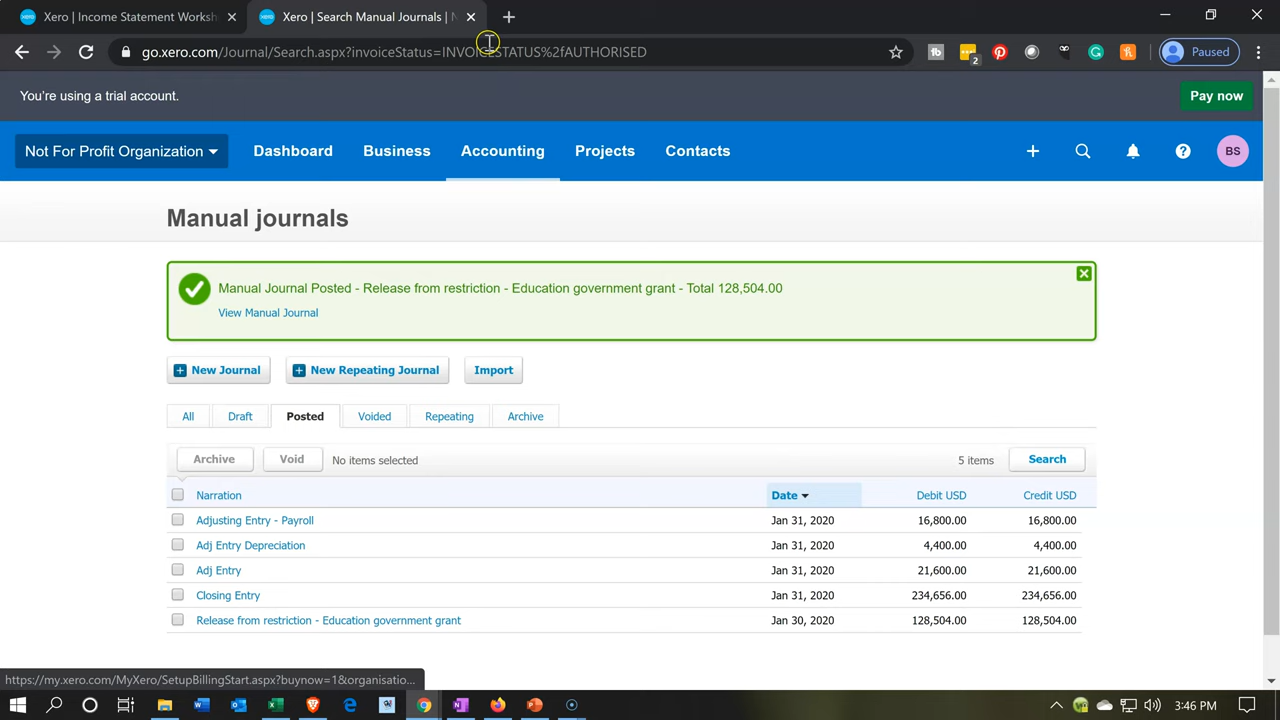 Xero | Income Statement Worksh
Xero | Search Manual Journals | N
go.xero.com/Journal/Search.aspx?invoiceStatus=INVOICESTATUS%2fAUTHORISED
2
Paused
You're using a trial account.
Pay now
Not For Profit Organization
Dashboard
Business
Accounting
Projects
Contacts
BS
Manual journals
Manual Journal Posted - Release from restriction - Education government grant - Total 128,504.00
View Manual Journal
New Journal
New Repeating Journal
Import
All
Draft
Posted
Voided
Repeating
Archive
Archive
Void
No items selected
5 items
Search
Narration Date Debit USD Credit USD
Adjusting Entry - Payroll Jan 31, 2020 16,800.00 16,800.00
Adj Entry Depreciation Jan 31, 2020 4,400.00 4,400.00
Adj Entry Jan 31, 2020 21,600.00 21,600.00
Closing Entry Jan 31, 2020 234,656.00 234,656.00
Release from restriction - Education government grant Jan 30, 2020 128,504.00 128,504.00
https://my.xero.com/MyXero/SetupBillingStart.aspx?buynow=1&organisatio...
3:46 PM